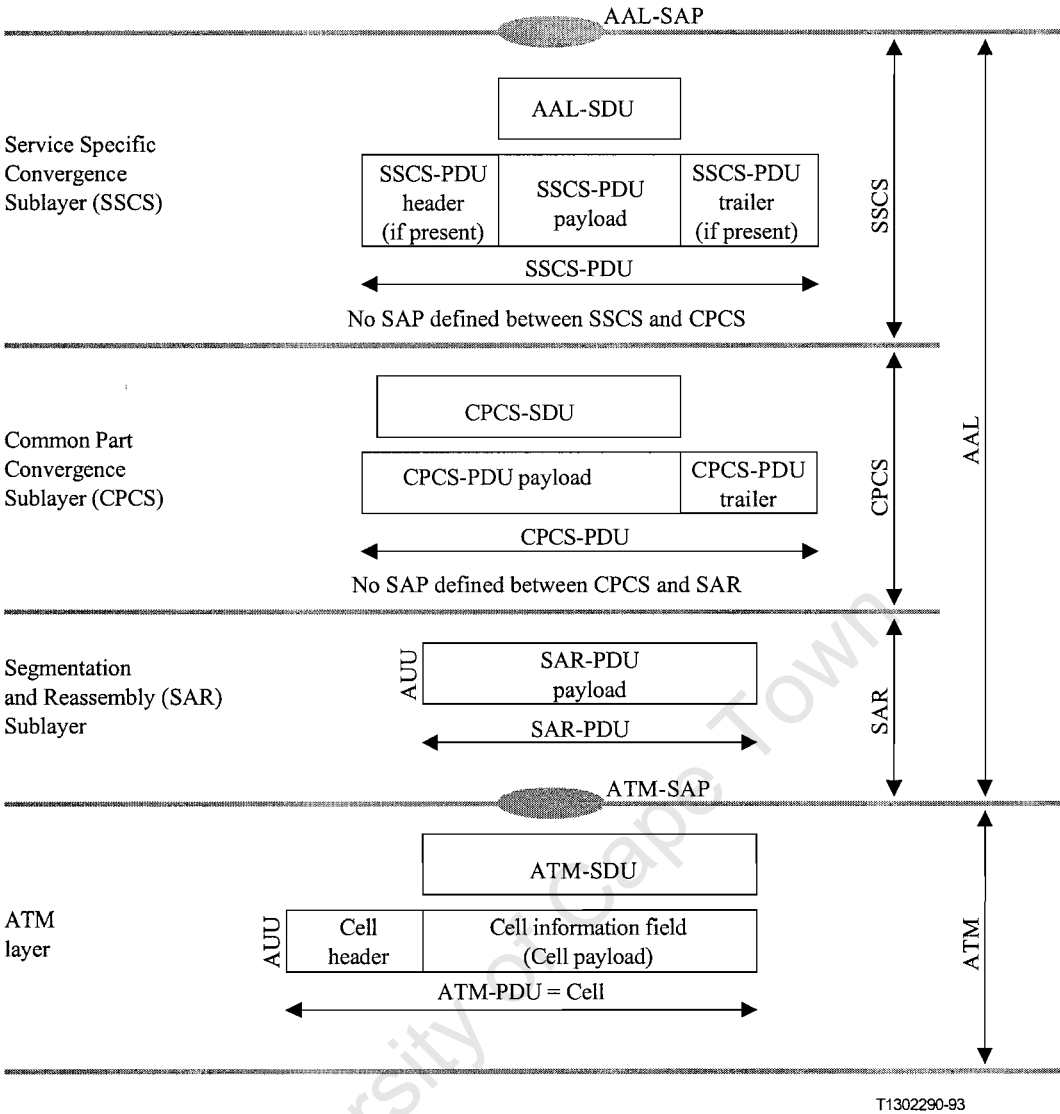 AAL-SAP
AAL-SDU
Service Specific
Convergence
Sublayer (SSCS)
SSCS-PDU
header
(if present)
SSCS-PDU
payload
SSCS-PDU
trailer
(if present)
SSCS-PDU
No SAP defined between SSCS and CPCS
SSCS
CPCS-SDU
Common Part
Convergence
Sublayer (CPCS)
CPCS-PDU payload
CPCS-PDU
trailer
CPCS-PDU
No SAP defined between CPCS and SAR
CPCS
AAL
Segmentation
and Reassembly (SAR)
Sublayer
AUU
SAR-PDU
payload
SAR-PDU
SAR
ATM-SAP
ATM-SDU
ATM
layer
AUU
Cell
header
Cell information field
(Cell payload)
ATM-PDU = Cell
ATM
T1302290-93
ersity of Cape Town